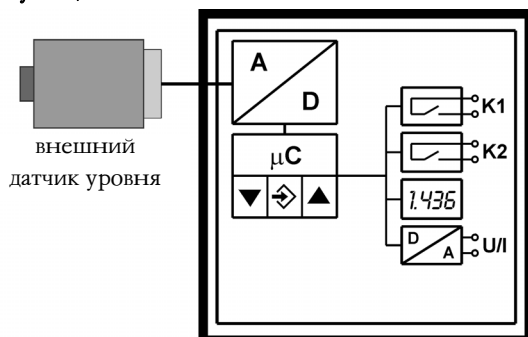 внешний
датчик уровня
A
D
μC
K1
K2
1.436
D
A
U/I